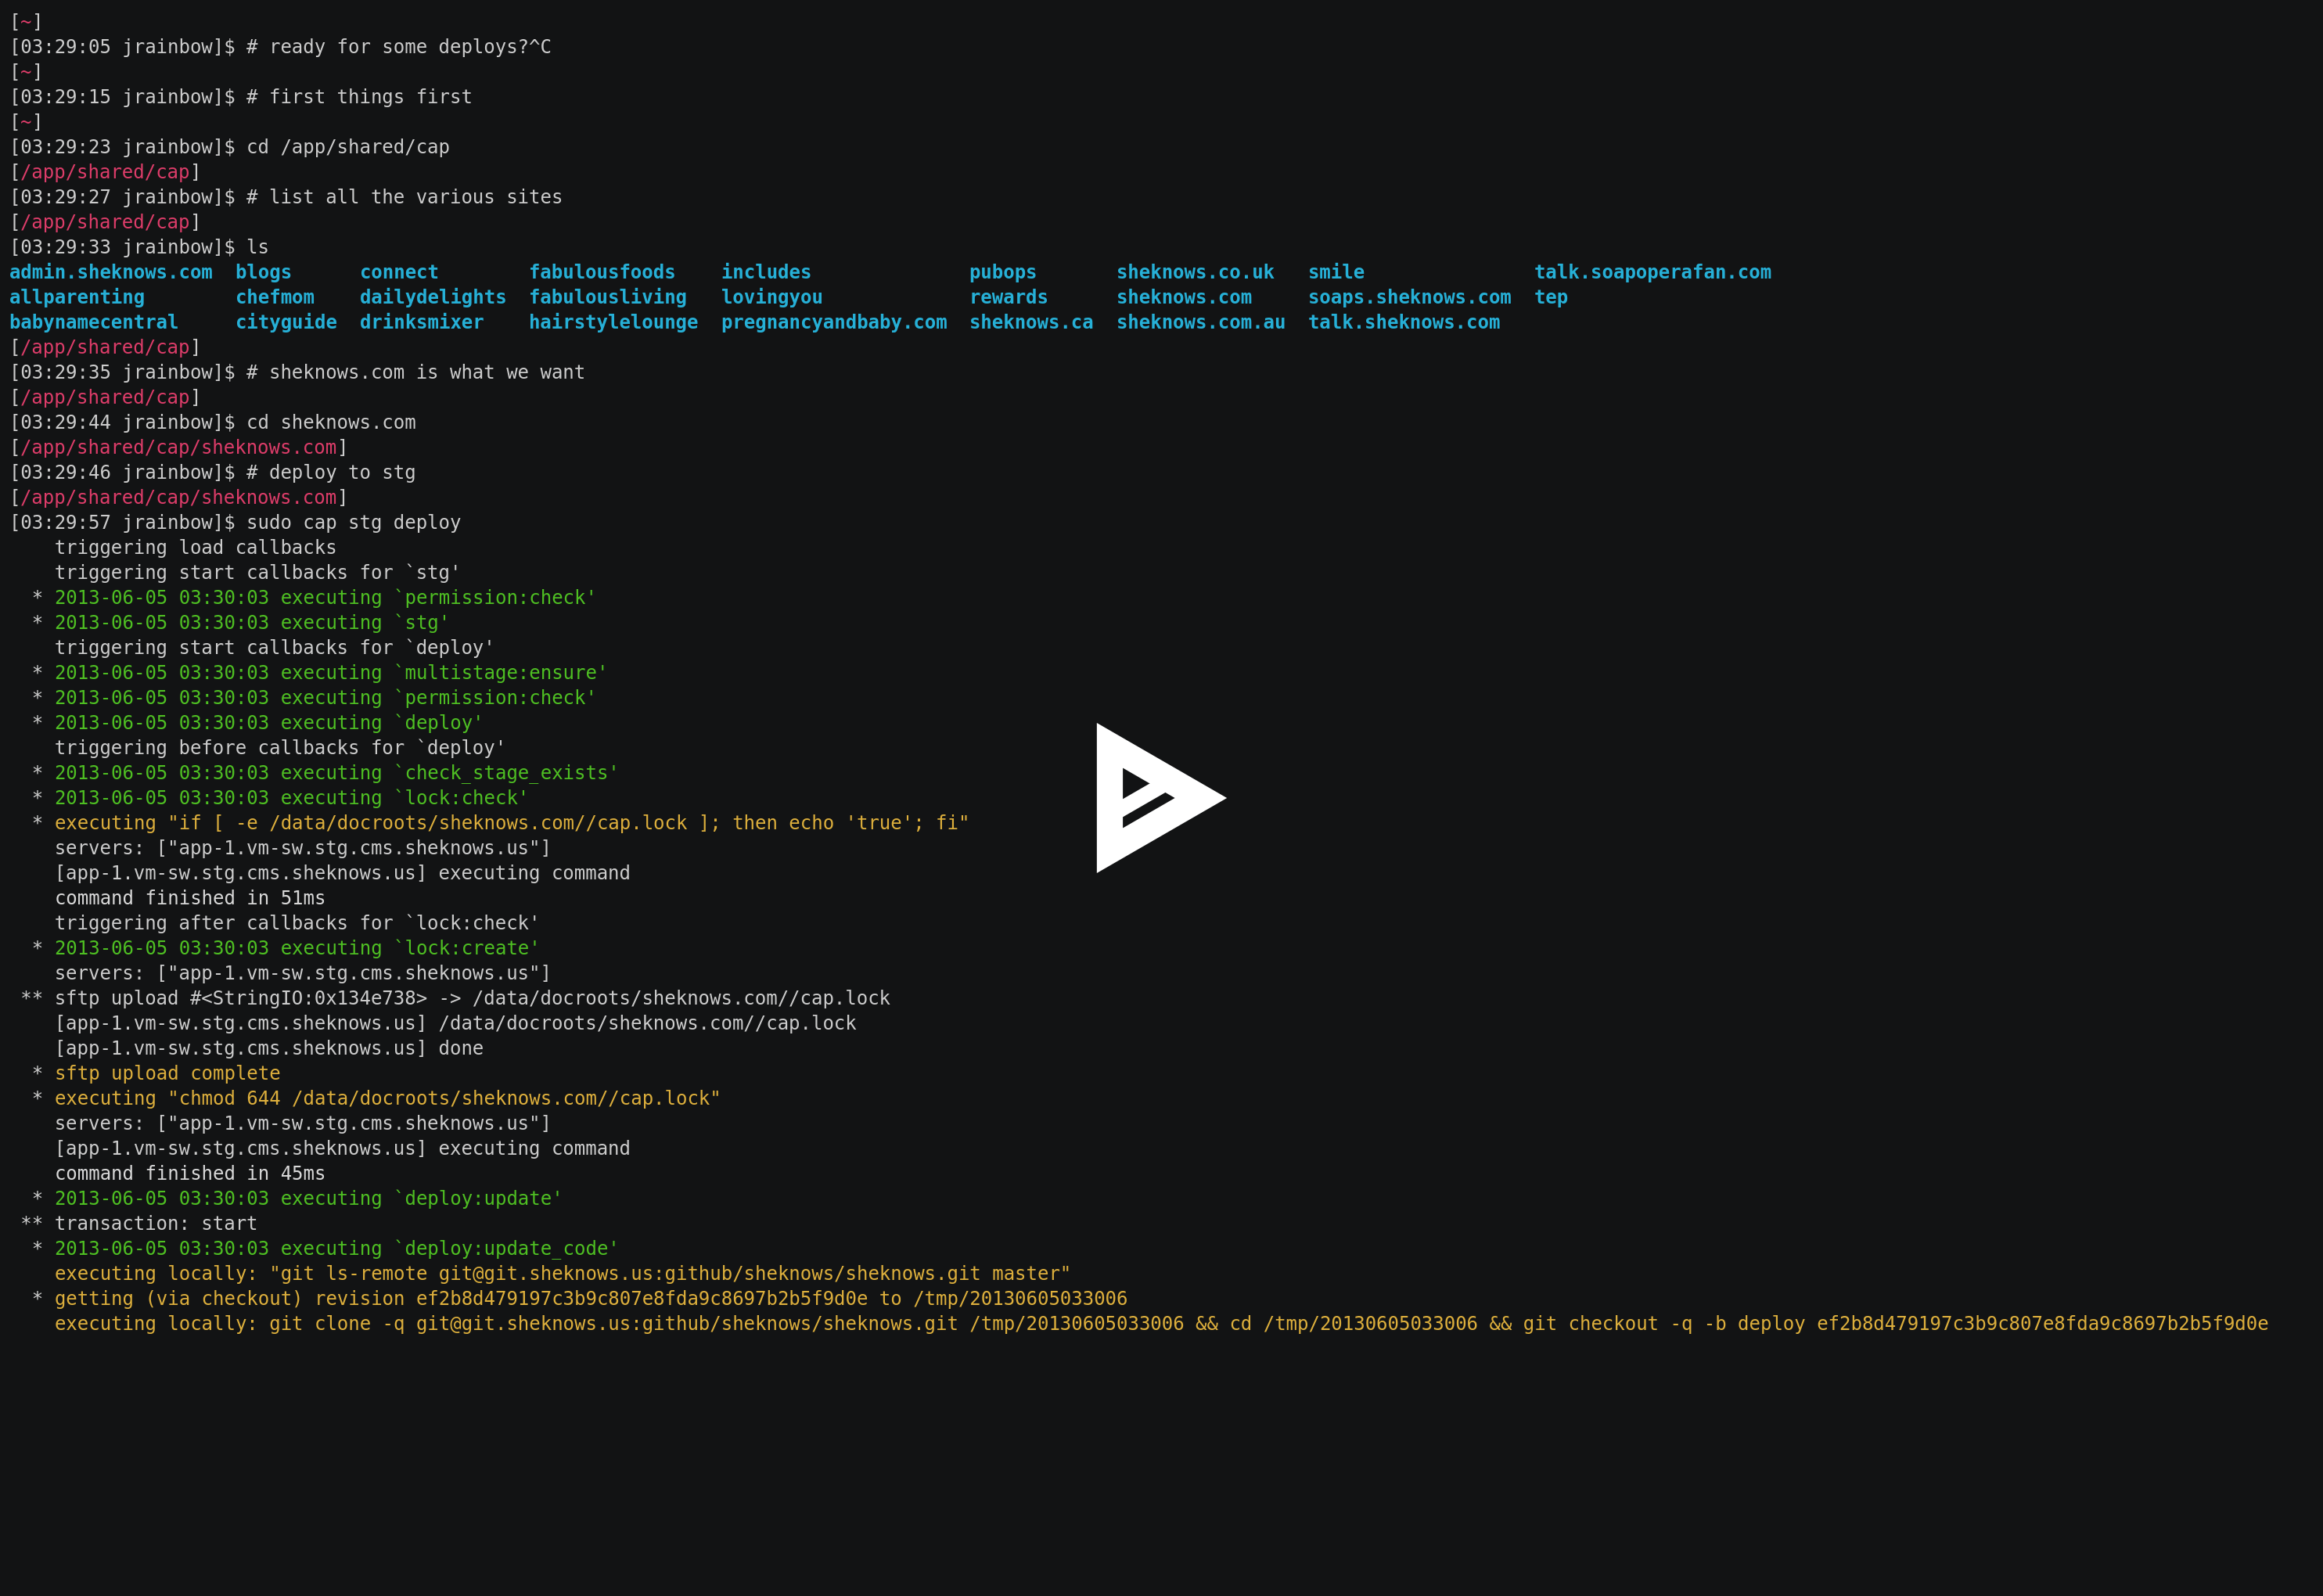 [~]
[03:29:05 jrainbow]$ # ready for some deploys?^C
[~]
[03:29:15 jrainbow]$ # first things first
[~]
[03:29:23 jrainbow]$ cd /app/shared/cap
[/app/shared/cap]
[03:29:27 jrainbow]$ # list all the various sites
[/app/shared/cap]
[03:29:33 jrainbow]$ ls
admin.sheknows.com  blogs      connect        fabulousfoods    includes              pubops       sheknows.co.uk   smile               talk.soapoperafan.com
allparenting        chefmom    dailydelights  fabulousliving   lovingyou             rewards      sheknows.com     soaps.sheknows.com  tep
babynamecentral     cityguide  drinksmixer    hairstylelounge  pregnancyandbaby.com  sheknows.ca  sheknows.com.au  talk.sheknows.com
[/app/shared/cap]
[03:29:35 jrainbow]$ # sheknows.com is what we want
[/app/shared/cap]
[03:29:44 jrainbow]$ cd sheknows.com
[/app/shared/cap/sheknows.com]
[03:29:46 jrainbow]$ # deploy to stg
[/app/shared/cap/sheknows.com]
[03:29:57 jrainbow]$ sudo cap stg deploy
    triggering load callbacks
    triggering start callbacks for `stg'
  * 2013-06-05 03:30:03 executing `permission:check'
  * 2013-06-05 03:30:03 executing `stg'
    triggering start callbacks for `deploy'
  * 2013-06-05 03:30:03 executing `multistage:ensure'
  * 2013-06-05 03:30:03 executing `permission:check'
  * 2013-06-05 03:30:03 executing `deploy'
    triggering before callbacks for `deploy'
  * 2013-06-05 03:30:03 executing `check_stage_exists'
  * 2013-06-05 03:30:03 executing `lock:check'
  * executing "if [ -e /data/docroots/sheknows.com//cap.lock ]; then echo 'true'; fi"
    servers: ["app-1.vm-sw.stg.cms.sheknows.us"]
    [app-1.vm-sw.stg.cms.sheknows.us] executing command
    command finished in 51ms
    triggering after callbacks for `lock:check'
  * 2013-06-05 03:30:03 executing `lock:create'
    servers: ["app-1.vm-sw.stg.cms.sheknows.us"]
 ** sftp upload #<StringIO:0x134e738> -> /data/docroots/sheknows.com//cap.lock
    [app-1.vm-sw.stg.cms.sheknows.us] /data/docroots/sheknows.com//cap.lock
    [app-1.vm-sw.stg.cms.sheknows.us] done
  * sftp upload complete
  * executing "chmod 644 /data/docroots/sheknows.com//cap.lock"
    servers: ["app-1.vm-sw.stg.cms.sheknows.us"]
    [app-1.vm-sw.stg.cms.sheknows.us] executing command
    command finished in 45ms
  * 2013-06-05 03:30:03 executing `deploy:update'
 ** transaction: start
  * 2013-06-05 03:30:03 executing `deploy:update_code'
    executing locally: "git ls-remote git@git.sheknows.us:github/sheknows/sheknows.git master"
  * getting (via checkout) revision ef2b8d479197c3b9c807e8fda9c8697b2b5f9d0e to /tmp/20130605033006
    executing locally: git clone -q git@git.sheknows.us:github/sheknows/sheknows.git /tmp/20130605033006 && cd /tmp/20130605033006 && git checkout -q -b deploy ef2b8d479197c3b9c807e8fda9c8697b2b5f9d0e